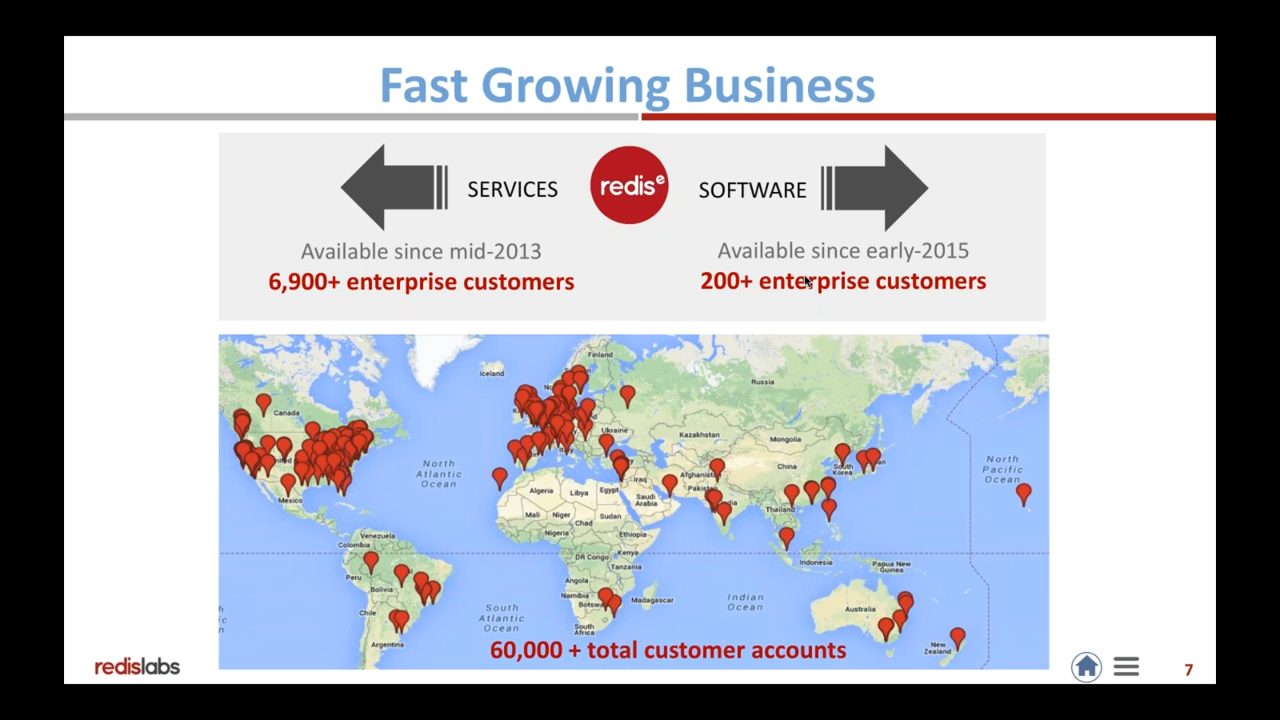 Fast Growing Business
SERVICES
redis e
SOFTWARE
Available since mid-2013
6,900+ enterprise customers
Available since early-2015
200+ enterprise customers
Finland
Iceland
Russia
Canada
Ukraine
Kazakhstan
Mongolia
North
Atlantic
Ocean
North
Pacific
Ocean
China
South
Korea
Afghanistan
Iraq
Mexico
Algeria
Libya
Egypt
Saudi
Arabia
Pakistan
Thailand
Mali
Niger
Sudan
Chad
Nigeria
Ethiopia
Venezuela
Colombia
DR Congo
Kenya
Tanzania
Indonesia
Papua New
Guinea
Peru
Bolivia
Angola
Namibia
Madagascar
Indian
Ocean
Australia
Chile
South
Atlantic
Ocean
South
Africa
Argentina
New
Zealand
60,000 + total customer accounts
redislabs
7